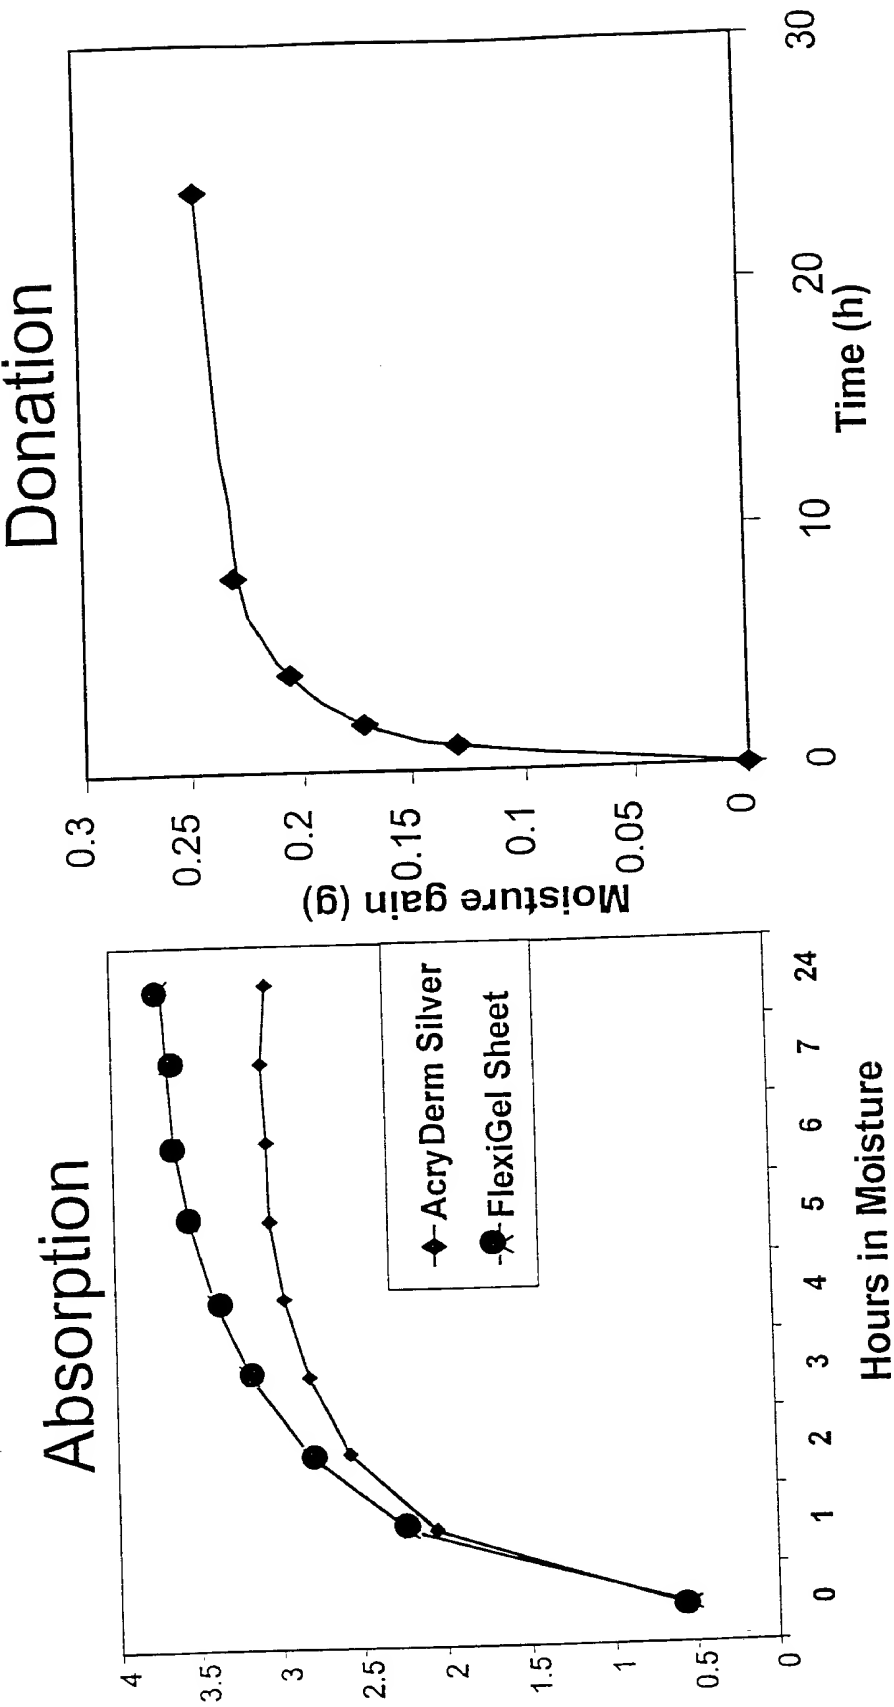 Absorption
4
3.5
3
2.5
2
1.5
1
0.5
0
0 1 2 3 4 5 6 7 24
Hours in Moisture
AcryDerm Silver
FlexiGel Sheet
Donation
Moisture gain (g)
0.3
0.25
0.2
0.15
0.1
0.05
0
0 10 20 30
Time (h)